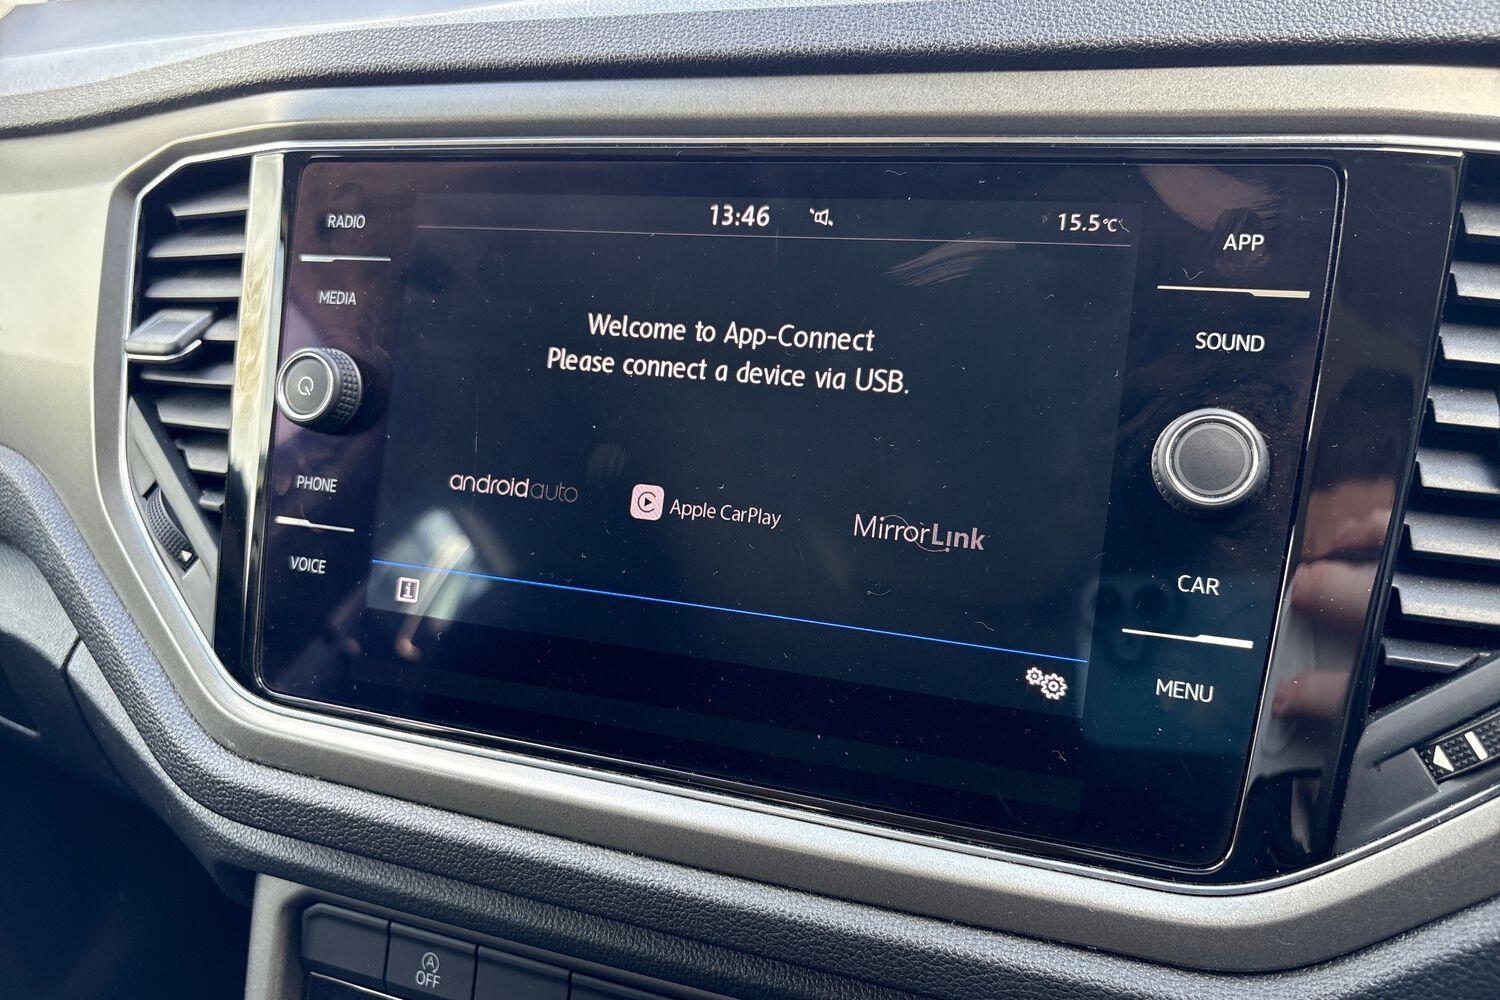 RADIO
MEDIA
PHONE
VOICE
13:46
15.5°C
Welcome to App-Connect
Please connect a device via USB.
androidauto
Apple CarPlay
MirrorLink
i
APP
SOUND
CAR
MENU
A
OFF